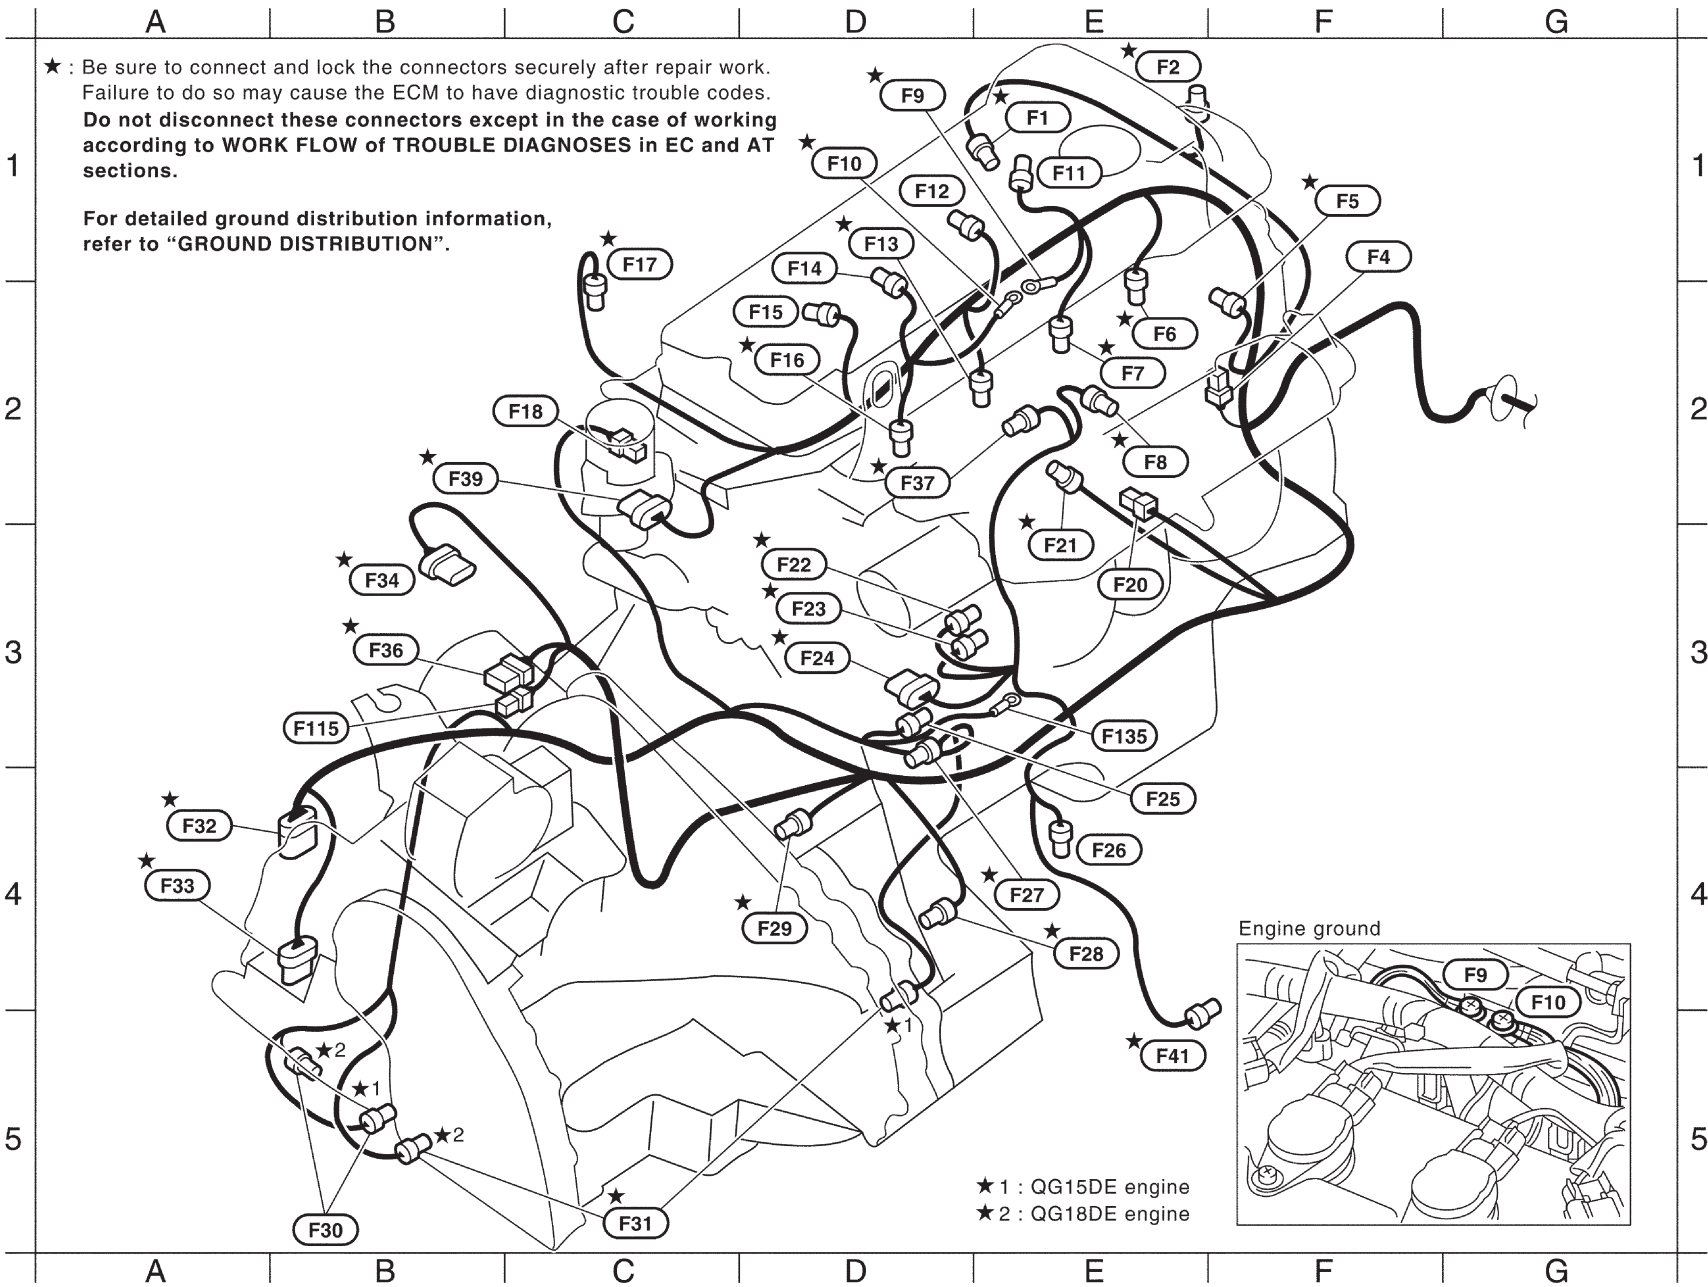 A B C D E F G
★ : Be sure to connect and lock the connectors securely after repair work.
Failure to do so may cause the ECM to have diagnostic trouble codes.
Do not disconnect these connectors except in the case of working
according to WORK FLOW of TROUBLE DIAGNOSES in EC and AT
sections.
For detailed ground distribution information,
refer to “GROUND DISTRIBUTION”.
1
1
★ F2
★ F9
★ F1
★ F10
F11
F12
★ F5
★ F13
F4
★ F17
F14
F15
★ F6
★ F16
★ F7
2
2
F18
★ F8
★ F39
★ F37
★ F21
★ F22
★ F34
F20
★ F23
★ F36
★ F24
3
3
F115
F135
F25
★ F32
F26
★ F33
★ F27
4
4
★ F29
★ F28
Engine ground
F9
F10
★1
★ F41
★2
★1
★2
5
5
★1 : QG15DE engine
★2 : QG18DE engine
F30
★ F31
A B C D E F G